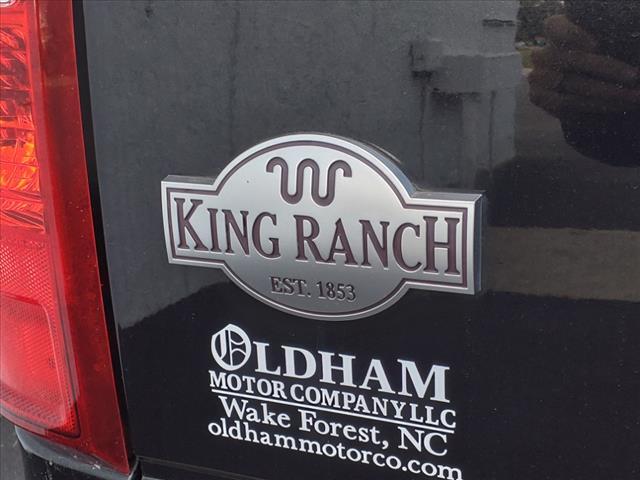 KING RANCH
EST. 1853
OLDHAM
MOTOR COMPANY LLC
Wake Forest, NC
oldhammotorco.com